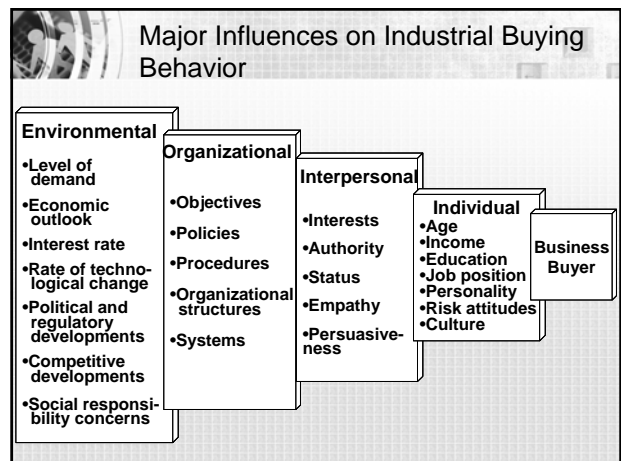 Major Influences on Industrial Buying
Behavior
Environmental
•Level of
demand
•Economic
outlook
•Interest rate
•Rate of techno-
logical change
•Political and
regulatory
developments
•Competitive
developments
•Social responsi-
bility concerns
Organizational
•Objectives
•Policies
•Procedures
•Organizational
structures
•Systems
Interpersonal
•Interests
•Authority
•Status
•Empathy
•Persuasive-
ness
Individual
•Age
•Income
•Education
•Job position
•Personality
•Risk attitudes
•Culture
Business
Buyer